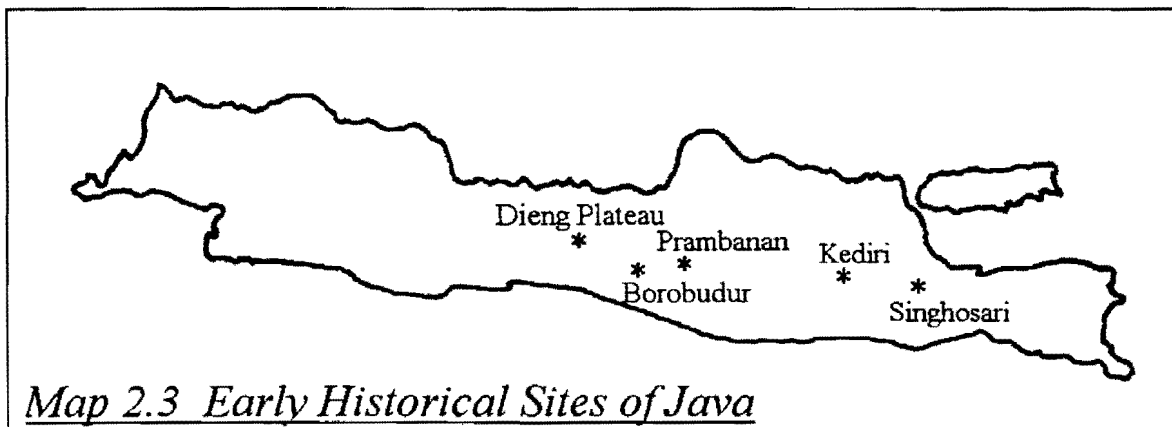 Dieng Plateau
Prambanan
Borobudur
Kediri
Singhosari
Map 2.3 Early Historical Sites of Java